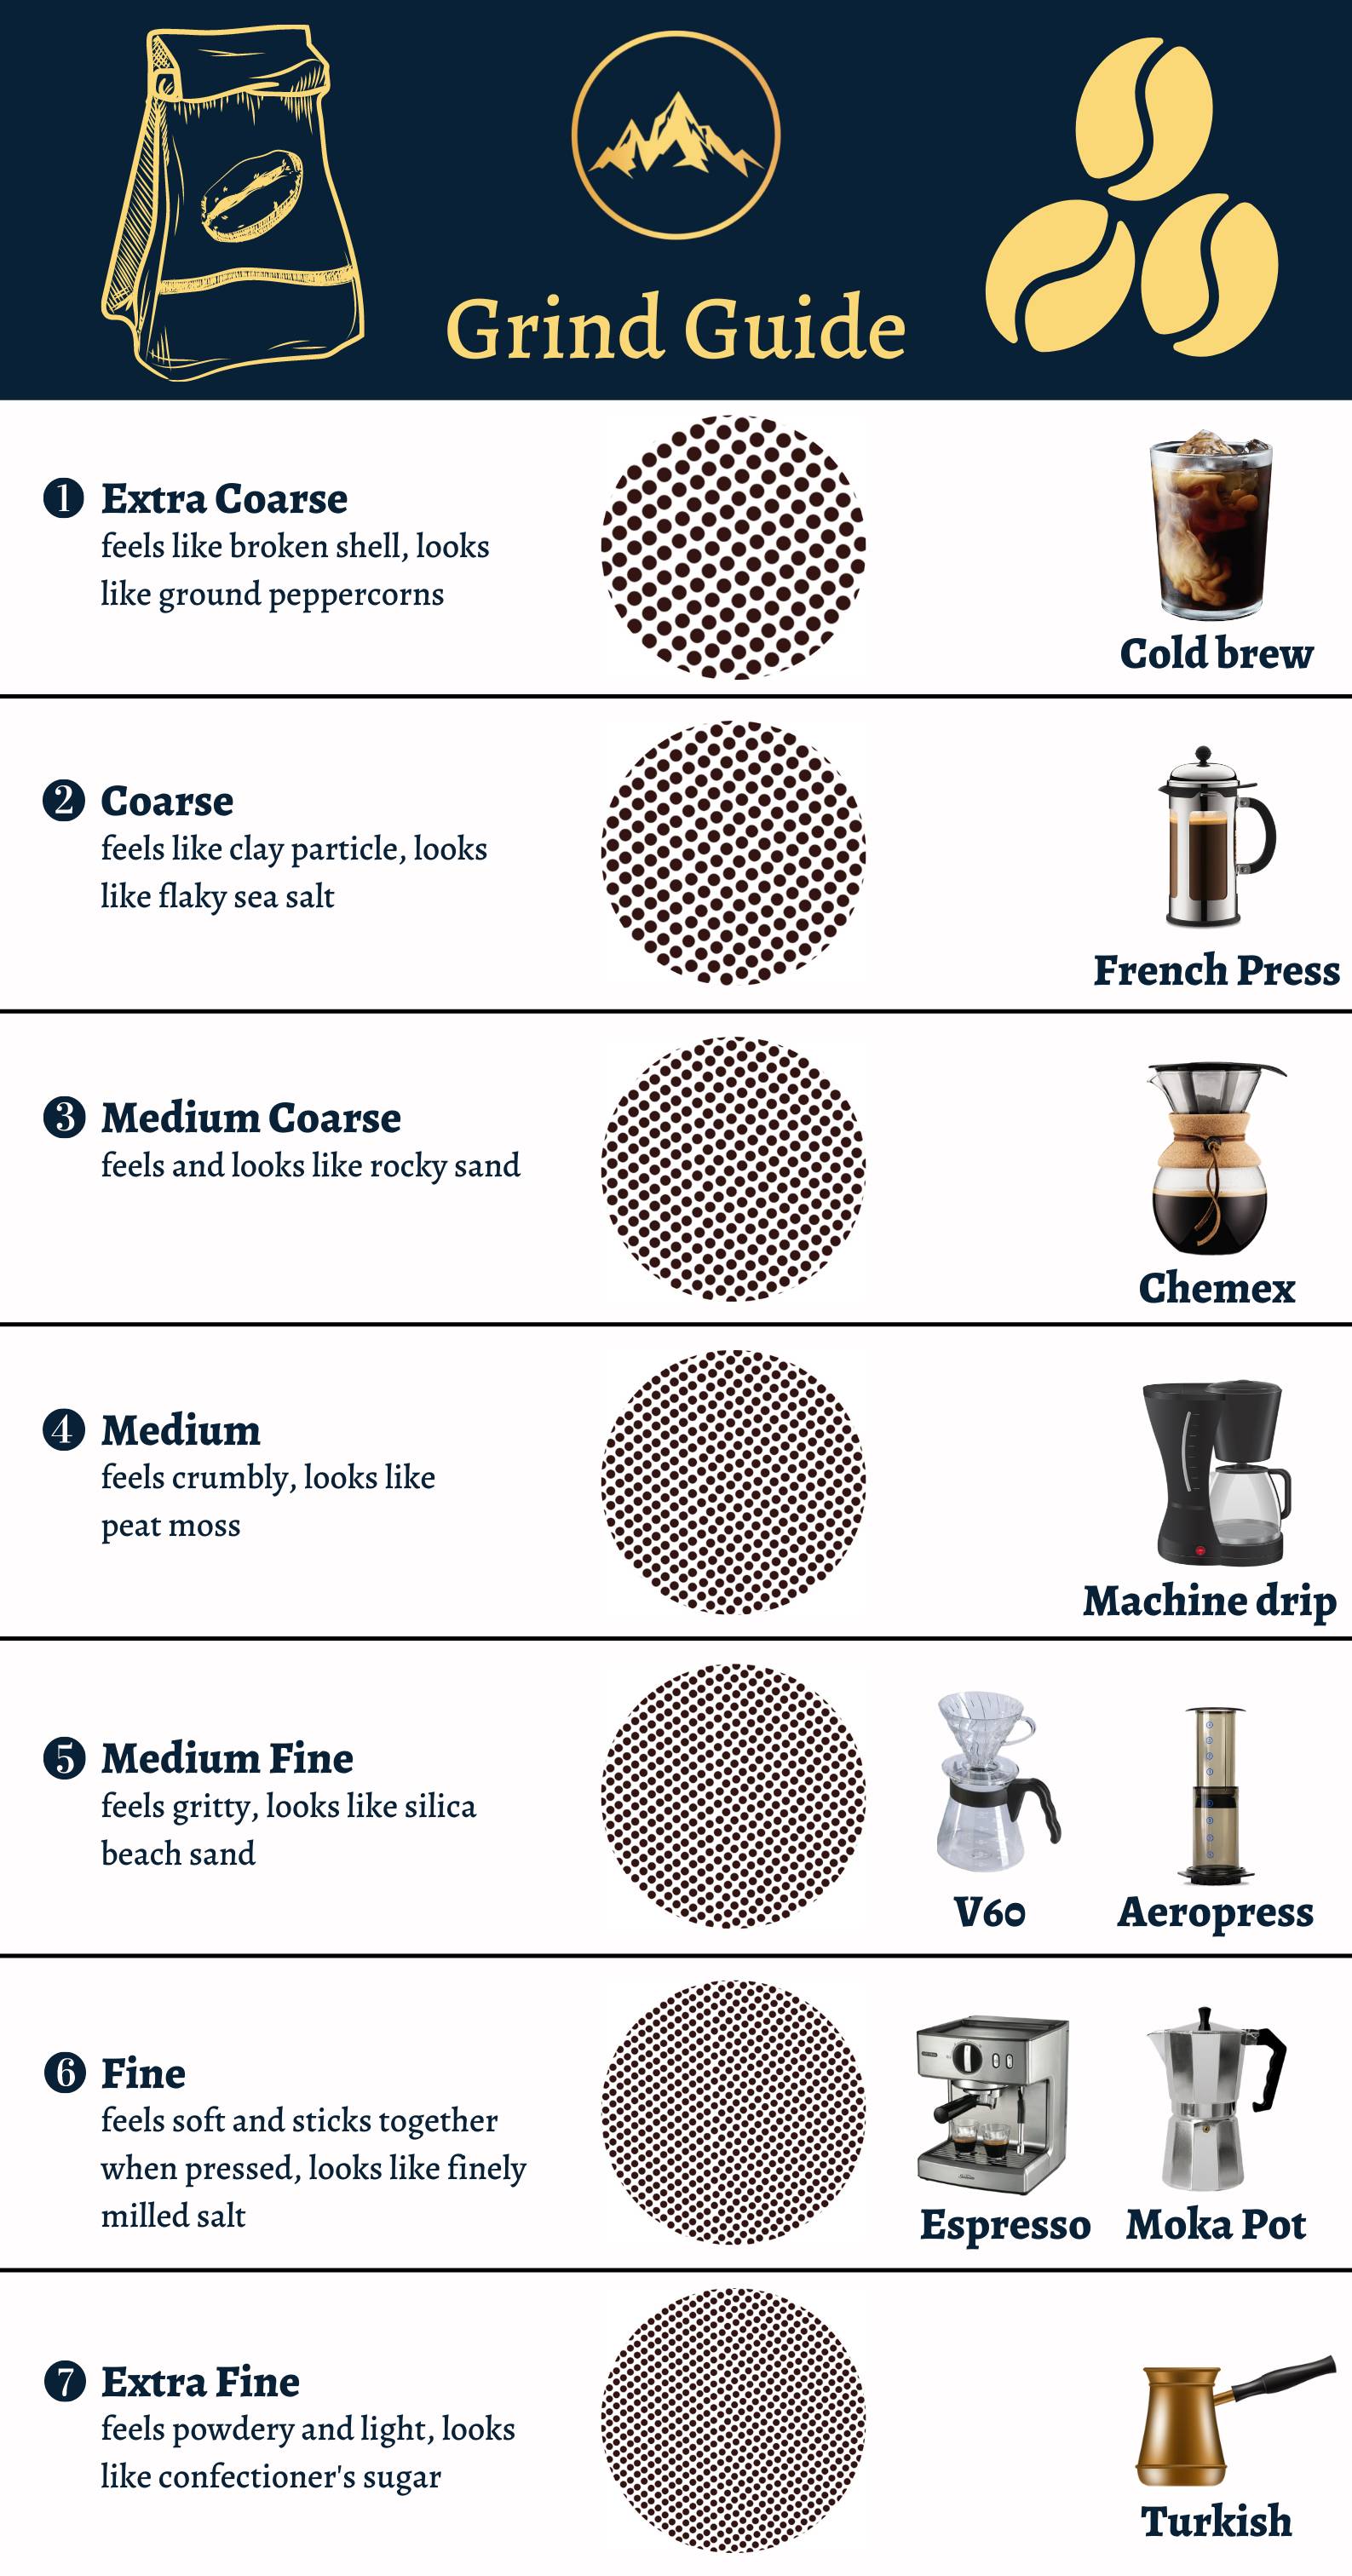 Grind Guide
1 Extra Coarse
feels like broken shell, looks
like ground peppercorns
Cold brew
2 Coarse
feels like clay particle, looks
like flaky sea salt
French Press
3 Medium Coarse
feels and looks like rocky sand
Chemex
4 Medium
feels crumbly, looks like
peat moss
Machine drip
5 Medium Fine
feels gritty, looks like silica
beach sand
V60 Aeropress
6 Fine
feels soft and sticks together
when pressed, looks like finely
milled salt
Espresso Moka Pot
7 Extra Fine
feels powdery and light, looks
like confectioner's sugar
Turkish